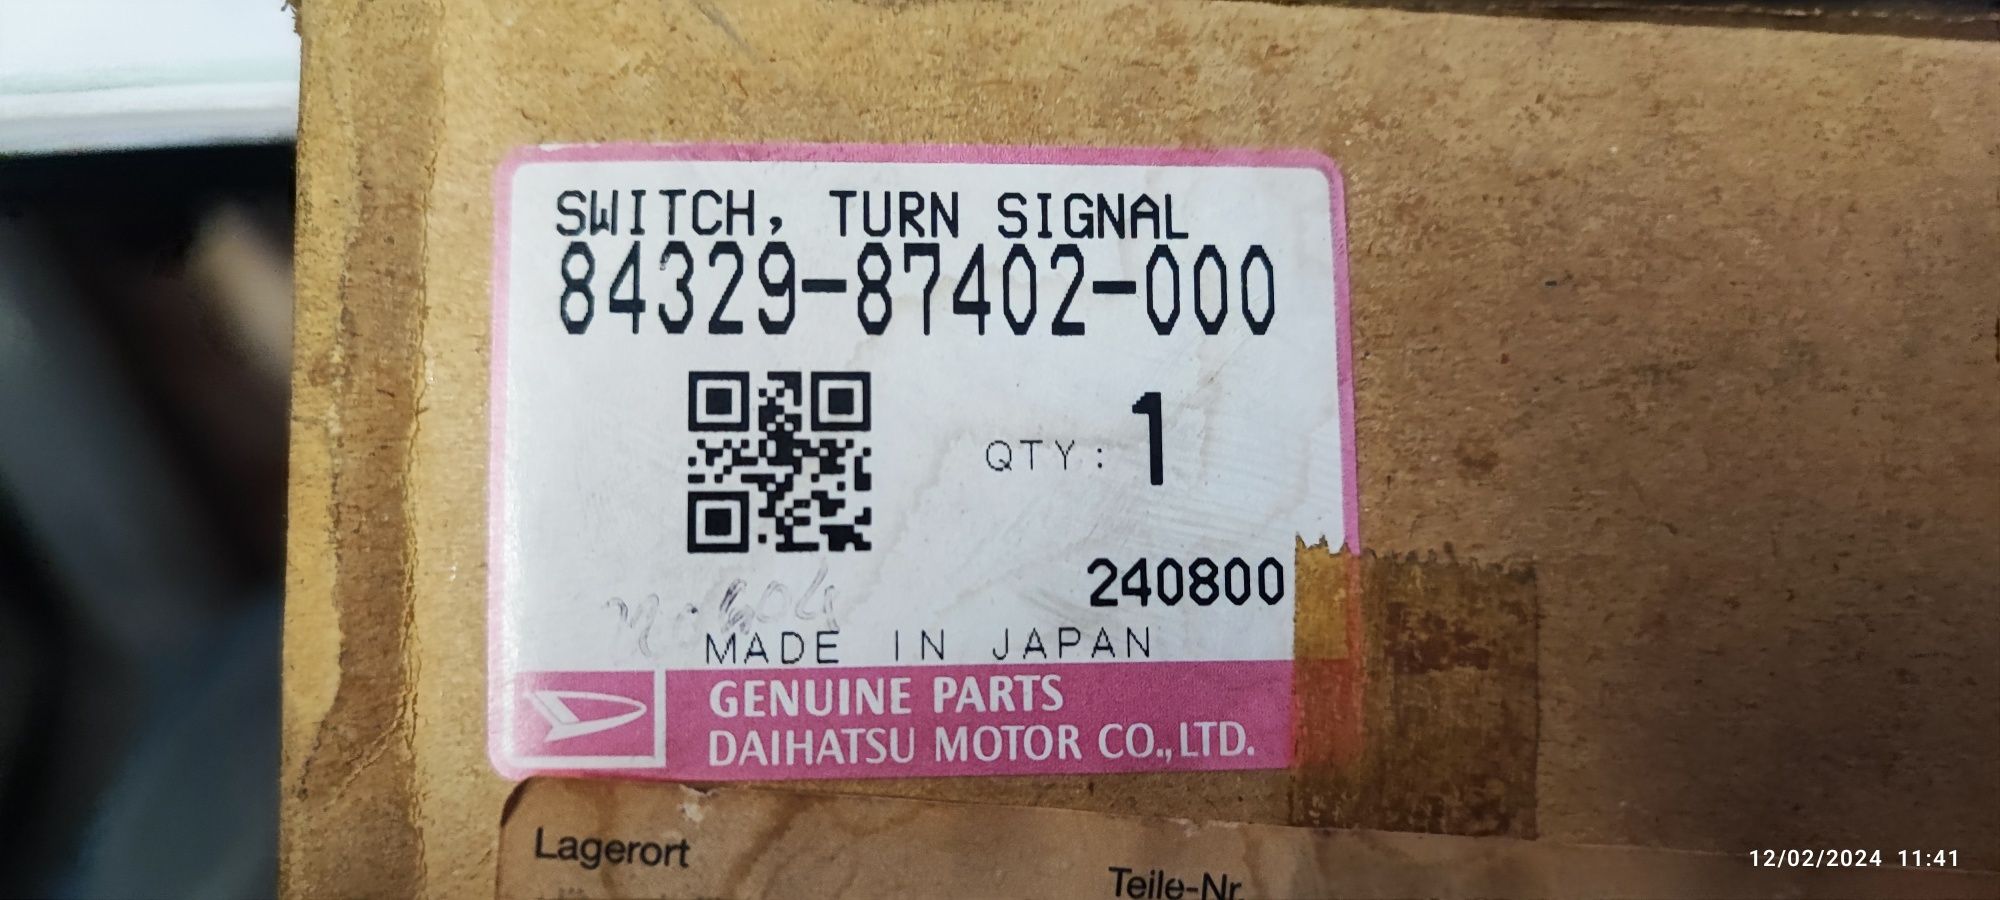 SWITCH, TURN SIGNAL
84329-87402-000
QTY: 1
240800
MADE IN JAPAN
GENUINE PARTS
DAIHATSU MOTOR CO.,LTD.
Lagerort
Teile-Nr.
12/02/2024 11:41